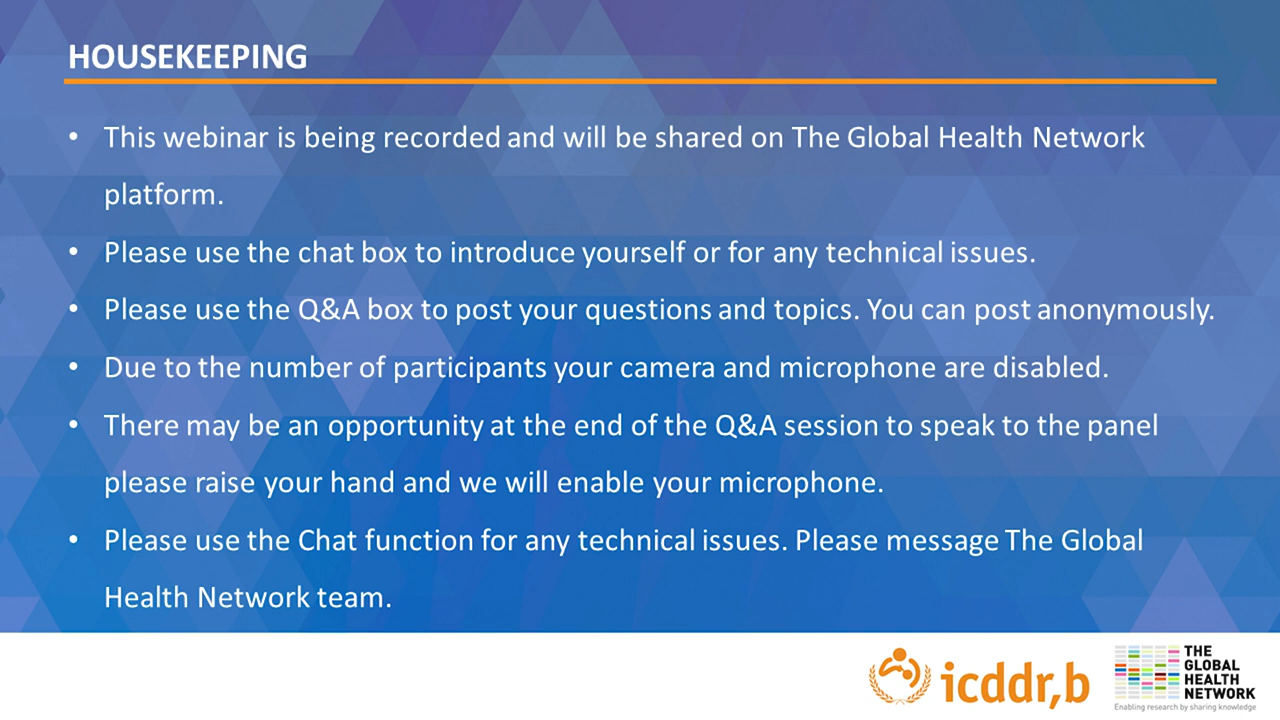 HOUSEKEEPING
• This webinar is being recorded and will be shared on The Global Health Network
platform.
• Please use the chat box to introduce yourself or for any technical issues.
• Please use the Q&A box to post your questions and topics. You can post anonymously.
• Due to the number of participants your camera and microphone are disabled.
• There may be an opportunity at the end of the Q&A session to speak to the panel
please raise your hand and we will enable your microphone.
• Please use the Chat function for any technical issues. Please message The Global
Health Network team.
icddr,b
THE
GLOBAL
HEALTH
NETWORK
Enabling research by sharing knowledge